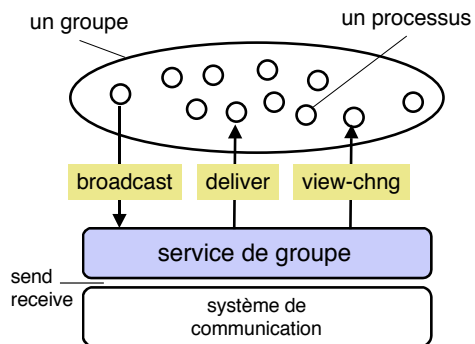 un groupe
un processus
broadcast
deliver
view-chng
service de groupe
send
receive
système de
communication